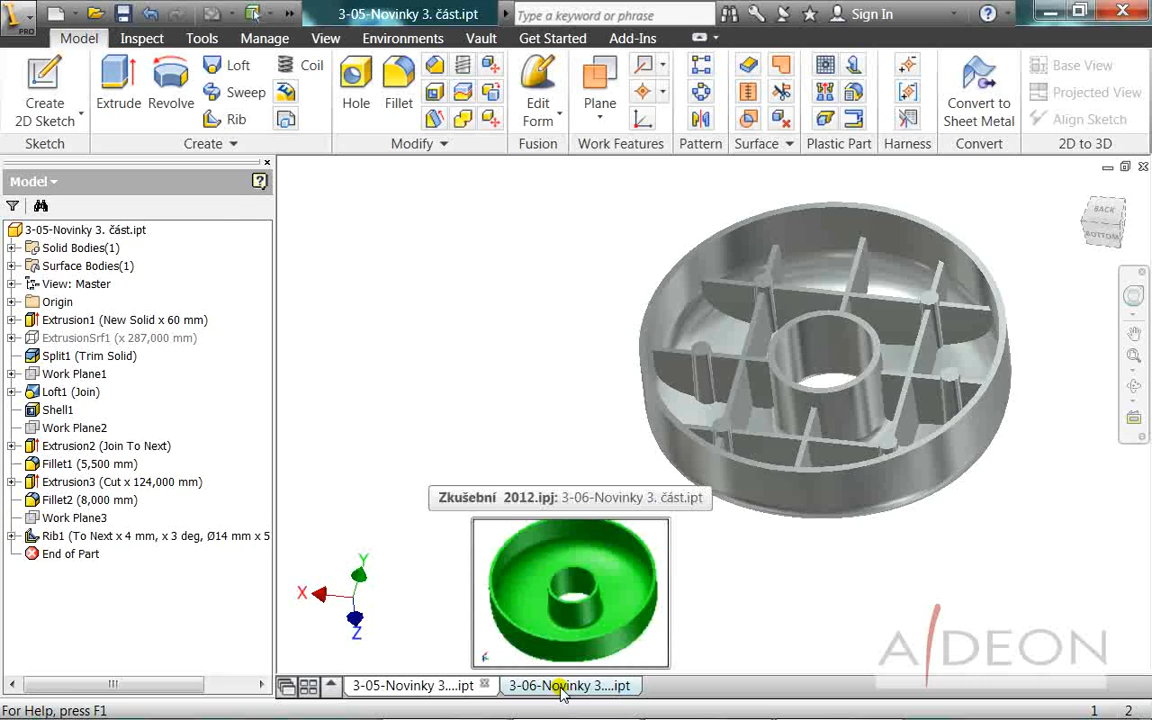 PRO
3-05-Novinky 3. část.ipt
Type a keyword or phrase
Sign In
Model
Inspect
Tools
Manage
View
Environments
Vault
Get Started
Add-Ins
Create
2D Sketch
Extrude
Revolve
Loft
Coil
Sweep
Rib
Hole
Fillet
Edit
Form
Plane
Convert to
Sheet Metal
Base View
Projected View
Align Sketch
Sketch
Create
Modify
Fusion
Work Features
Pattern
Surface
Plastic Part
Harness
Convert
2D to 3D
Model
3-05-Novinky 3. část.ipt
Solid Bodies(1)
Surface Bodies(1)
View: Master
Origin
Extrusion1 (New Solid x 60 mm)
ExtrusionSrf1 (x 287,000 mm)
Split1 (Trim Solid)
Work Plane1
Loft1 (Join)
Shell1
Work Plane2
Extrusion2 (Join To Next)
Fillet1 (5,500 mm)
Extrusion3 (Cut x 124,000 mm)
Fillet2 (8,000 mm)
Work Plane3
Rib1 (To Next x 4 mm, x 3 deg, Ø14 mm x 5
End of Part
BACK
BOTTOM
Zkušební 2012.ipj: 3-06-Novinky 3. část.ipt
Y
X
Z
AIDEON
3-05-Novinky 3....ipt
3-06-Novinky 3....ipt
For Help, press F1
1
2